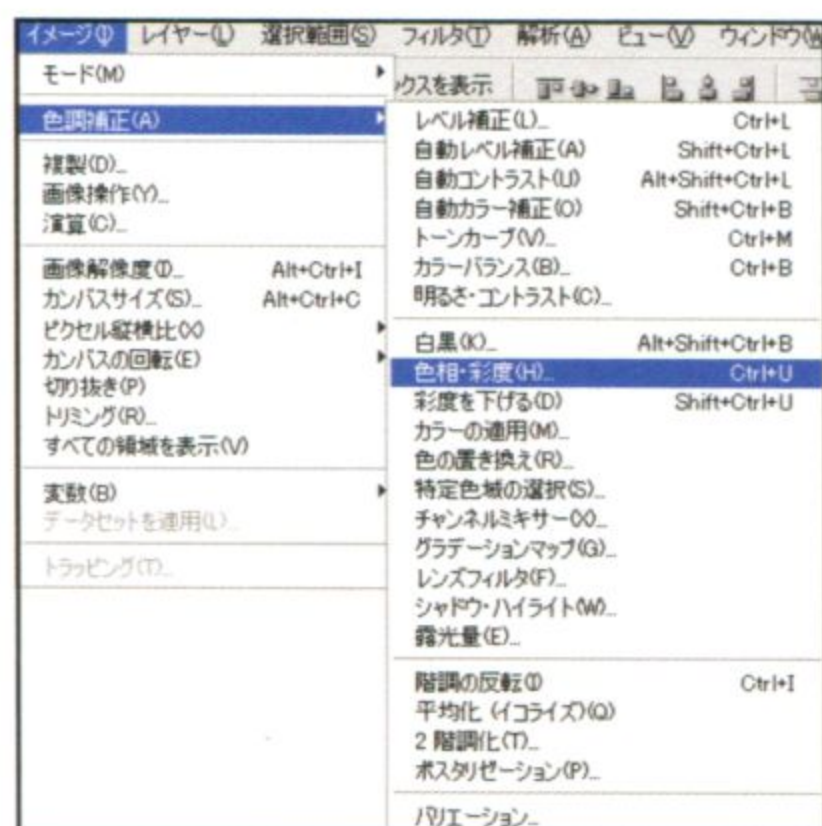 イメージ(I) レイヤー(L) 選択範囲(S) フィルタ(T) 解析(A) ビュー(V) ウィンドウ(W
モード(M)
ックスを表示
色調補正(A)
複製(D)...
画像操作(Y)...
演算(C)...
画像解像度(I)... Alt+Ctrl+I
カンバスサイズ(S)... Alt+Ctrl+C
ピクセル縦横比(X)
カンバスの回転(E)
切り抜き(P)
トリミング(R)...
すべての領域を表示(V)
変数(B)
データセットを適用(L)...
トラッピング(T)...
レベル補正(L)... Ctrl+L
自動レベル補正(A) Shift+Ctrl+L
自動コントラスト(U) Alt+Shift+Ctrl+L
自動カラー補正(O) Shift+Ctrl+B
トーンカーブ(V)... Ctrl+M
カラーバランス(B)... Ctrl+B
明るさ・コントラスト(C)...
白黒(K)... Alt+Shift+Ctrl+B
色相・彩度(H)... Ctrl+U
彩度を下げる(D) Shift+Ctrl+U
カラーの適用(M)...
色の置き換え(R)...
特定色域の選択(S)...
チャンネルミキサー(X)...
グラデーションマップ(G)...
レンズフィルタ(F)...
シャドウ・ハイライト(W)...
露光量(E)...
階調の反転(I) Ctrl+I
平均化 (イコライズ)(Q)
2 階調化(T)...
ポスタリゼーション(P)...
バリエーション...